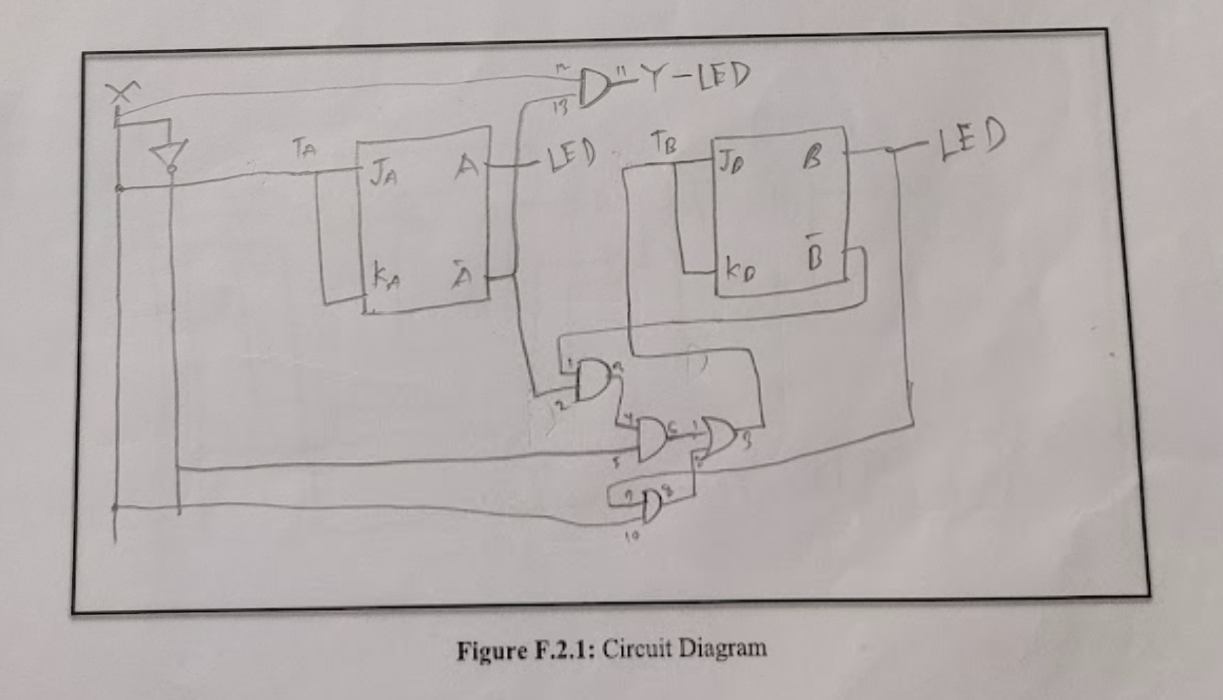 X
12
11 Y-LED
13
TA
JA
A
LED
KA
Ā
TB
JB
B
LED
KB
B̄
1
3
2
4
6
1
3
5
2
9
8
10
Figure F.2.1: Circuit Diagram